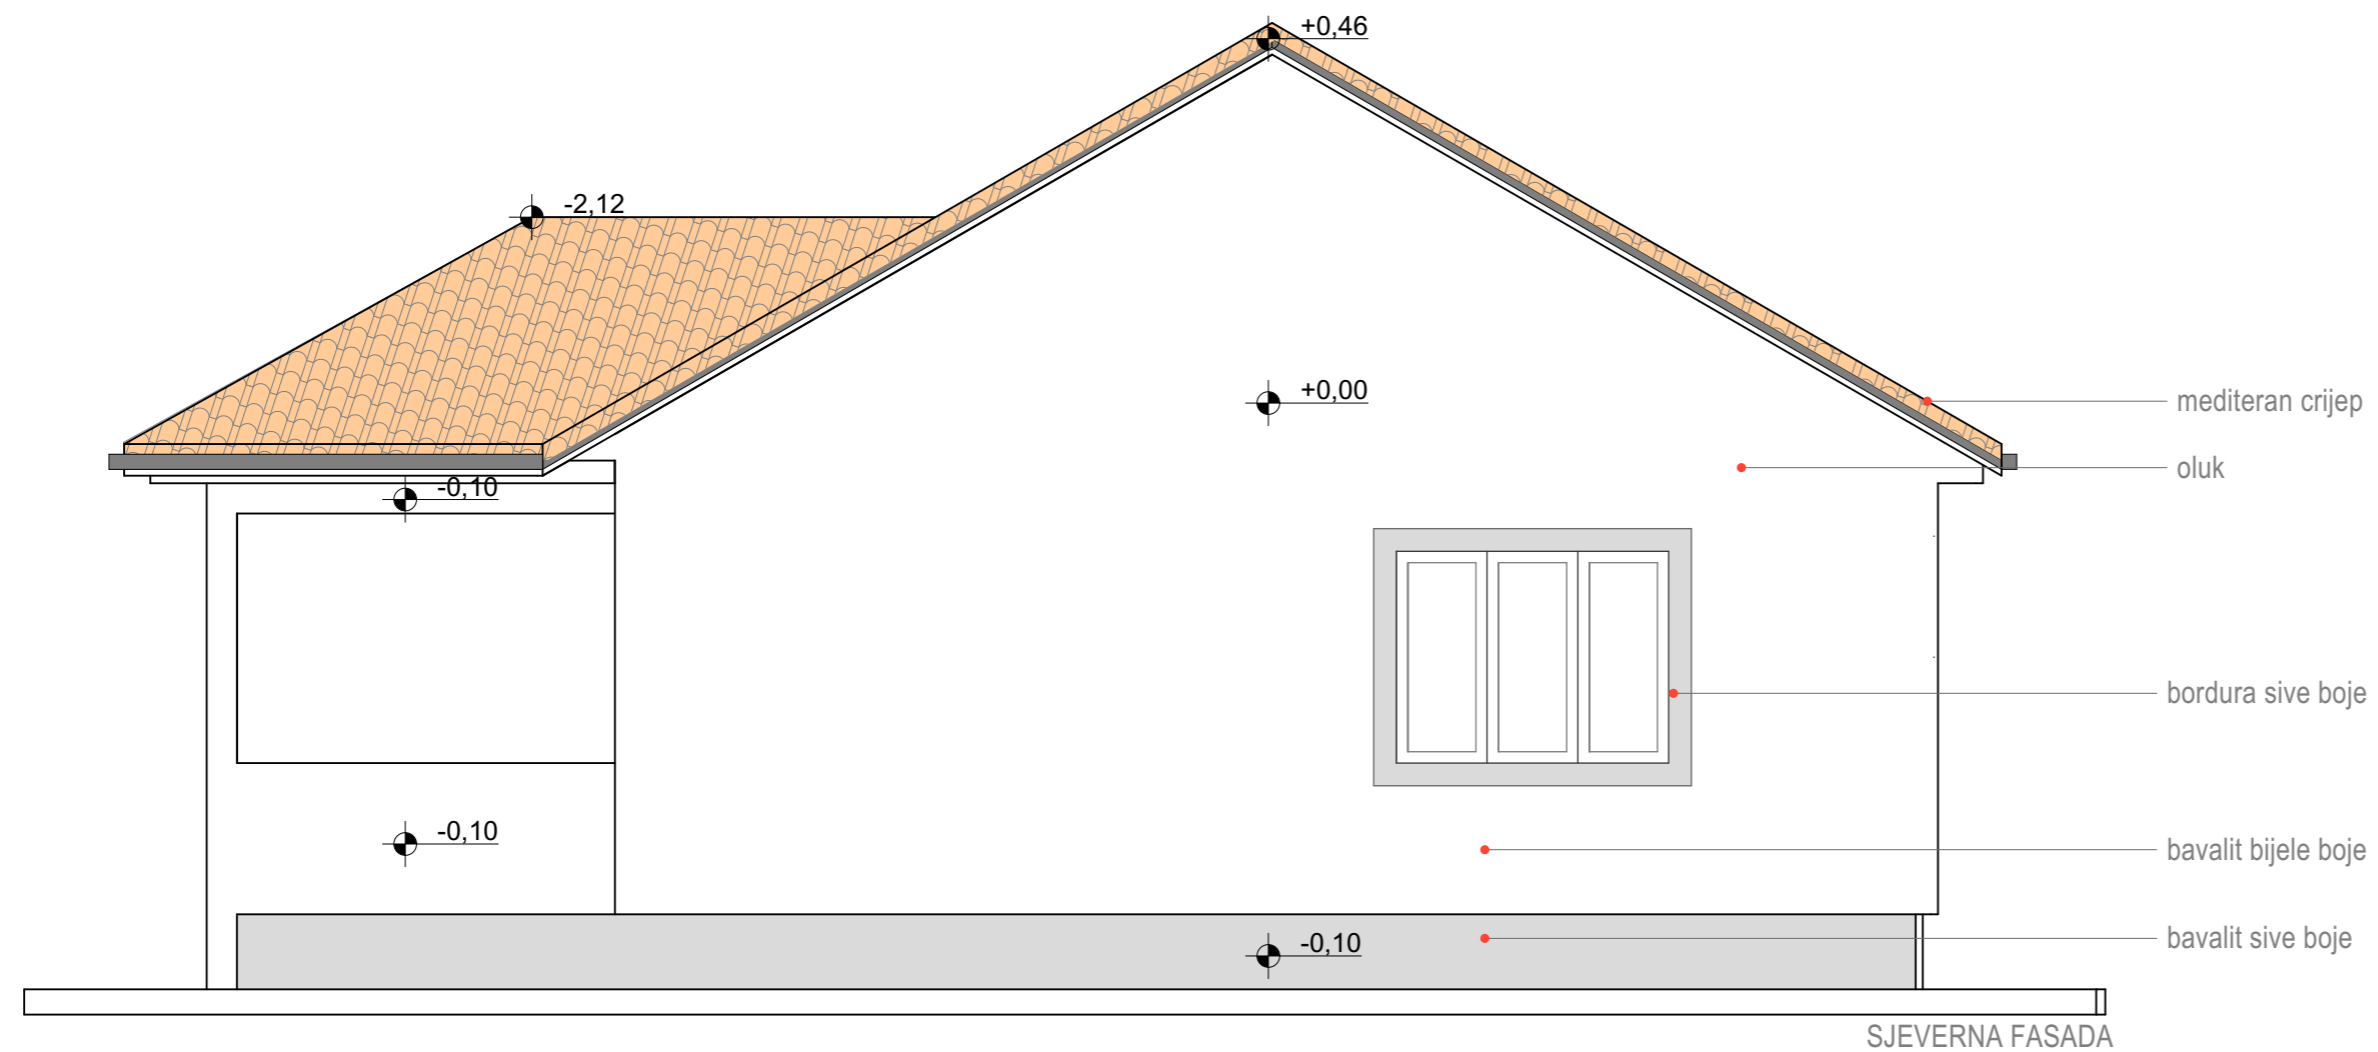 +0,46
-2,12
+0,00
mediteran crijep
oluk
-0,10
bordura sive boje
-0,10
bavalit bijele boje
bavalit sive boje
-0,10
SJEVERNA FASADA